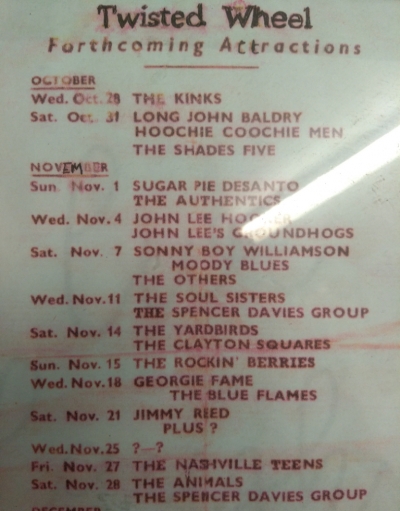 Twisted Wheel
Forthcoming Attractions
OCTOBER
Wed. Oct. 28 THE KINKS
Sat. Oct. 31 LONG JOHN BALDRY
HOOCHIE COOCHIE MEN
THE SHADES FIVE
NOVEMBER
Sun. Nov. 1 SUGAR PIE DESANTO
THE AUTHENTICS
Wed. Nov. 4 JOHN LEE HOOKER
JOHN LEE'S GROUNDHOGS
Sat. Nov. 7 SONNY BOY WILLIAMSON
MOODY BLUES
THE OTHERS
Wed. Nov. 11 THE SOUL SISTERS
THE SPENCER DAVIES GROUP
Sat. Nov. 14 THE YARDBIRDS
THE CLAYTON SQUARES
Sun. Nov. 15 THE ROCKIN' BERRIES
Wed. Nov. 18 GEORGIE FAME
THE BLUE FLAMES
Sat. Nov. 21 JIMMY REED
PLUS ?
Wed. Nov. 25 ?—?
Fri. Nov. 27 THE NASHVILLE TEENS
Sat. Nov. 28 THE ANIMALS
THE SPENCER DAVIES GROUP
DECEMBER